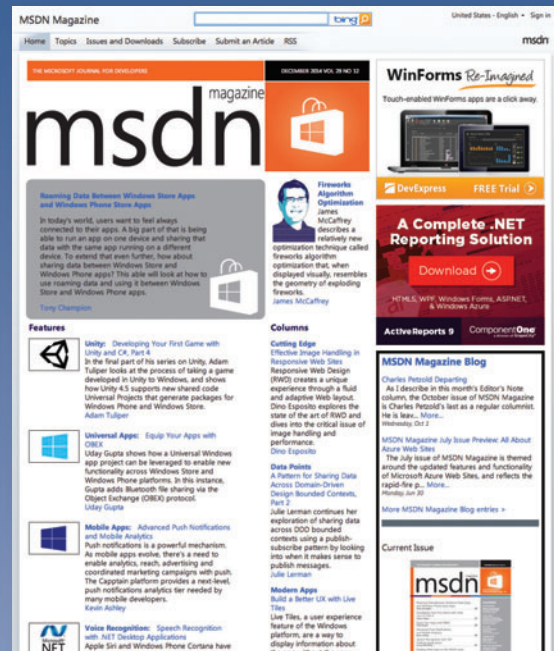 MSDN Magazine
bing
United States - English
Sign in
Home Topics Issues and Downloads Subscribe Submit an Article RSS
msdn
THE MICROSOFT JOURNAL FOR DEVELOPERS
DECEMBER 2014 VOL 29 NO 12
magazine
msdn
Roaming Data Between Windows Store Apps
and Windows Phone Store Apps
In today's world, users want to feel always
connected to their apps. A big part of that is being
able to run an app on one device and sharing that
data with the same app running on a different
device. To extend that even further, how about
sharing data between Windows Store and
Windows Phone apps? This able will look at how to
use roaming data and using it between Windows
Store and Windows Phone apps.
Tony Champion
Fireworks
Algorithm
Optimization
James
McCaffrey
describes a
relatively new
optimization technique called
fireworks algorithm
optimization that, when
displayed visually, resembles
the geometry of exploding
fireworks.
James McCaffrey
Features
Unity: Developing Your First Game with
Unity and C#, Part 4
In the final part of his series on Unity, Adam
Tuliper looks at the process of taking a game
developed in Unity to Windows, and shows
how Unity 4.5 supports new shared code
Universal Projects that generate packages for
Windows Phone and Windows Store.
Adam Tuliper
Universal Apps: Equip Your Apps with
OBEX
Uday Gupta shows how a Universal Windows
app project can be leveraged to enable new
functionality across Windows Store and
Windows Phone platforms. In this instance,
Gupta adds Bluetooth file sharing via the
Object Exchange (OBEX) protocol.
Uday Gupta
Mobile Apps: Advanced Push Notifications
and Mobile Analytics
Push notifications is a powerful mechanism.
As mobile apps evolve, there's a need to
enable analytics, reach, advertising and
coordinated marketing campaigns with push.
The Capptain platform provides a next-level,
push notifications analytics tier needed by
many mobile developers.
Kevin Ashley
Microsoft
.NET
Voice Recognition: Speech Recognition
with .NET Desktop Applications
Apple Siri and Windows Phone Cortana have
Columns
Cutting Edge
Effective Image Handling in
Responsive Web Sites
Responsive Web Design
(RWD) creates a unique
experience through a fluid
and adaptive Web layout.
Dino Esposito explores the
state of the art of RWD and
dives into the critical issue of
image handling and
performance.
Dino Esposito
Data Points
A Pattern for Sharing Data
Across Domain-Driven
Design Bounded Contexts,
Part 2
Julie Lerman continues her
exploration of sharing data
across DDD bounded
contexts using a publish-
subscribe pattern by looking
into when it makes sense to
publish messages.
Julie Lerman
Modern Apps
Build a Better UX with Live
Tiles
Live Tiles, a user experience
feature of the Windows
platform, are a way to
display information about
WinForms Re-Imagined
Touch-enabled WinForms apps are a click away.
DevExpress FREE Trial
A Complete .NET
Reporting Solution
Download
HTML5, WPF, Windows Forms, ASP.NET,
& Windows Azure
ActiveReports 9 ComponentOne
MSDN Magazine Blog
Charles Petzold Departing
As I describe in this month's Editor's Note
column, the October issue of MSDN Magazine
is Charles Petzold's last as a regular columnist.
He is leav... More...
Wednesday, Oct 1
MSDN Magazine July Issue Preview: All About
Azure Web Sites
The July issue of MSDN Magazine is themed
around the updated features and functionality
of Microsoft Azure Web Sites, and reflects the
rapid-fire p... More...
Monday, Jun 30
More MSDN Magazine Blog entries »
Current Issue
msdn